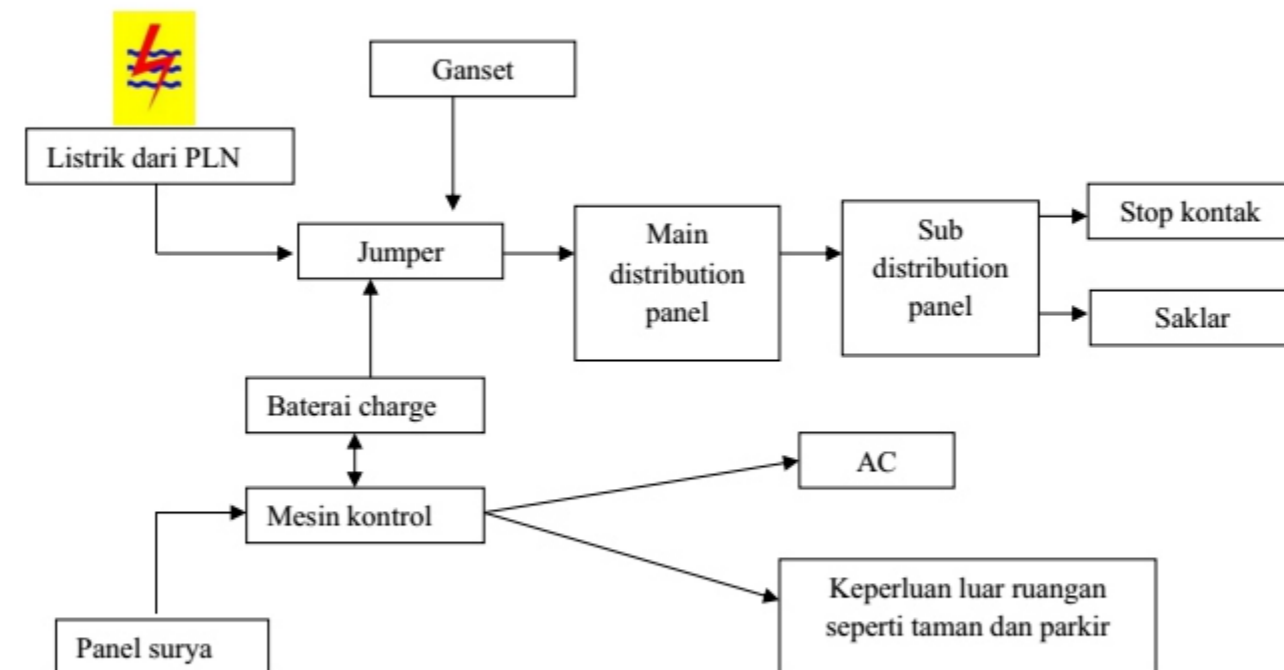 Ganset
Listrik dari PLN
Jumper
Main
distribution
panel
Sub
distribution
panel
Stop kontak
Saklar
Baterai charge
AC
Mesin kontrol
Keperluan luar ruangan
seperti taman dan parkir
Panel surya